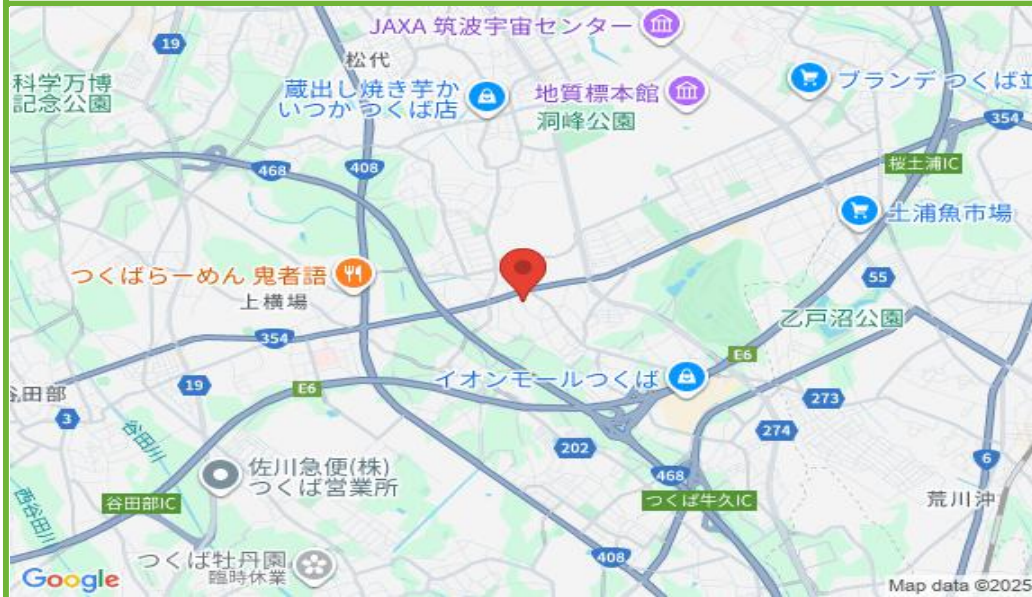 JAXA 筑波宇宙センター
19
松代
科学万博
記念公園
蔵出し焼き芋か
いつか つくば店
地質標本館
洞峰公園
ブランデ つくば並
354
468
408
桜土浦IC
土浦魚市場
つくばらーめん 鬼者語
上横場
55
乙戸沼公園
354
E6
谷田部
19
E6
イオンモールつくば
3
273
谷田川
202
274
6
佐川急便(株)
つくば営業所
468
西谷田川
谷田部IC
つくば牛久IC
荒川沖
つくば牡丹園
臨時休業
408
Google
Map data ©2025